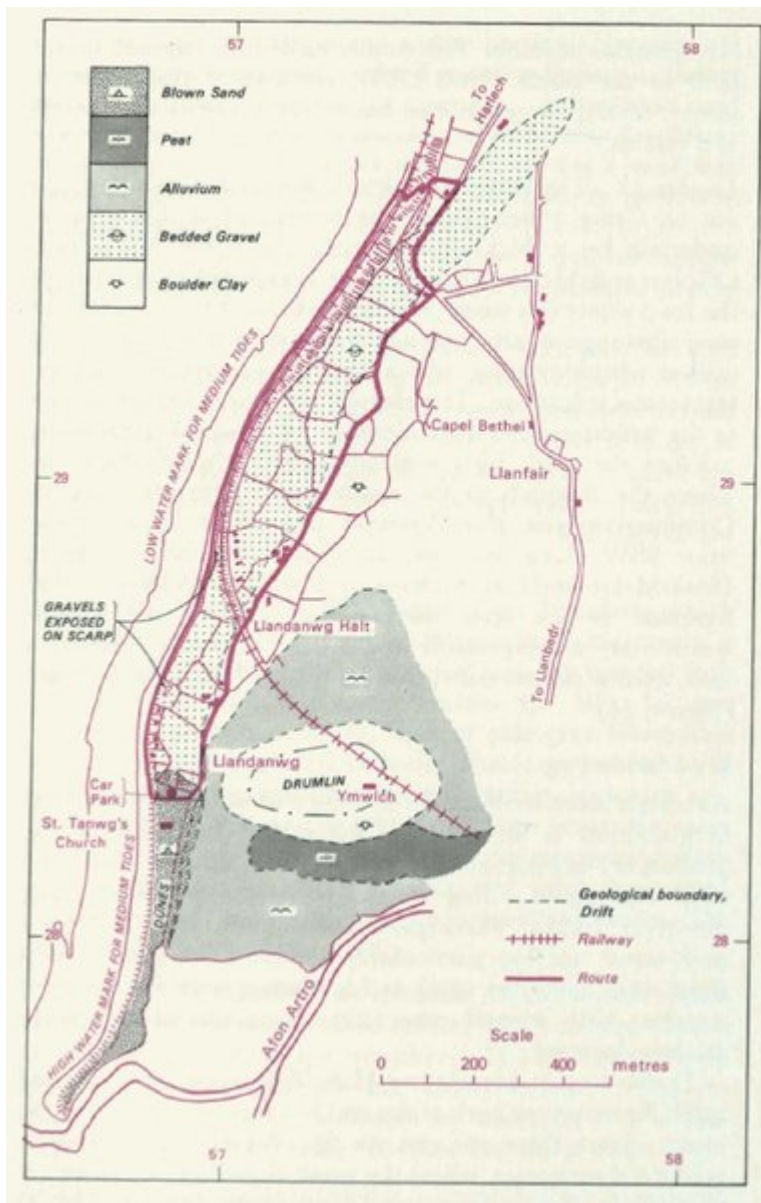 57
58
Blown Sand
Peat
Alluvium
Bedded Gravel
Boulder Clay
To
Harlech
LOW WATER MARK FOR MEDIUM TIDES
Capel Bethel
29
Llanfair
29
GRAVELS
EXPOSED
ON SCARP
Llandanwg Halt
To Llanbedr
Llandanwg
DRUMLIN
Ymwlch
Car
Park
St. Tanwg's
Church
DUNES
HIGH WATER MARK FOR MEDIUM TIDES
Geological boundary,
Drift
28
28
Railway
Route
Afon Artro
Scale
0 200 400
metres
57
58